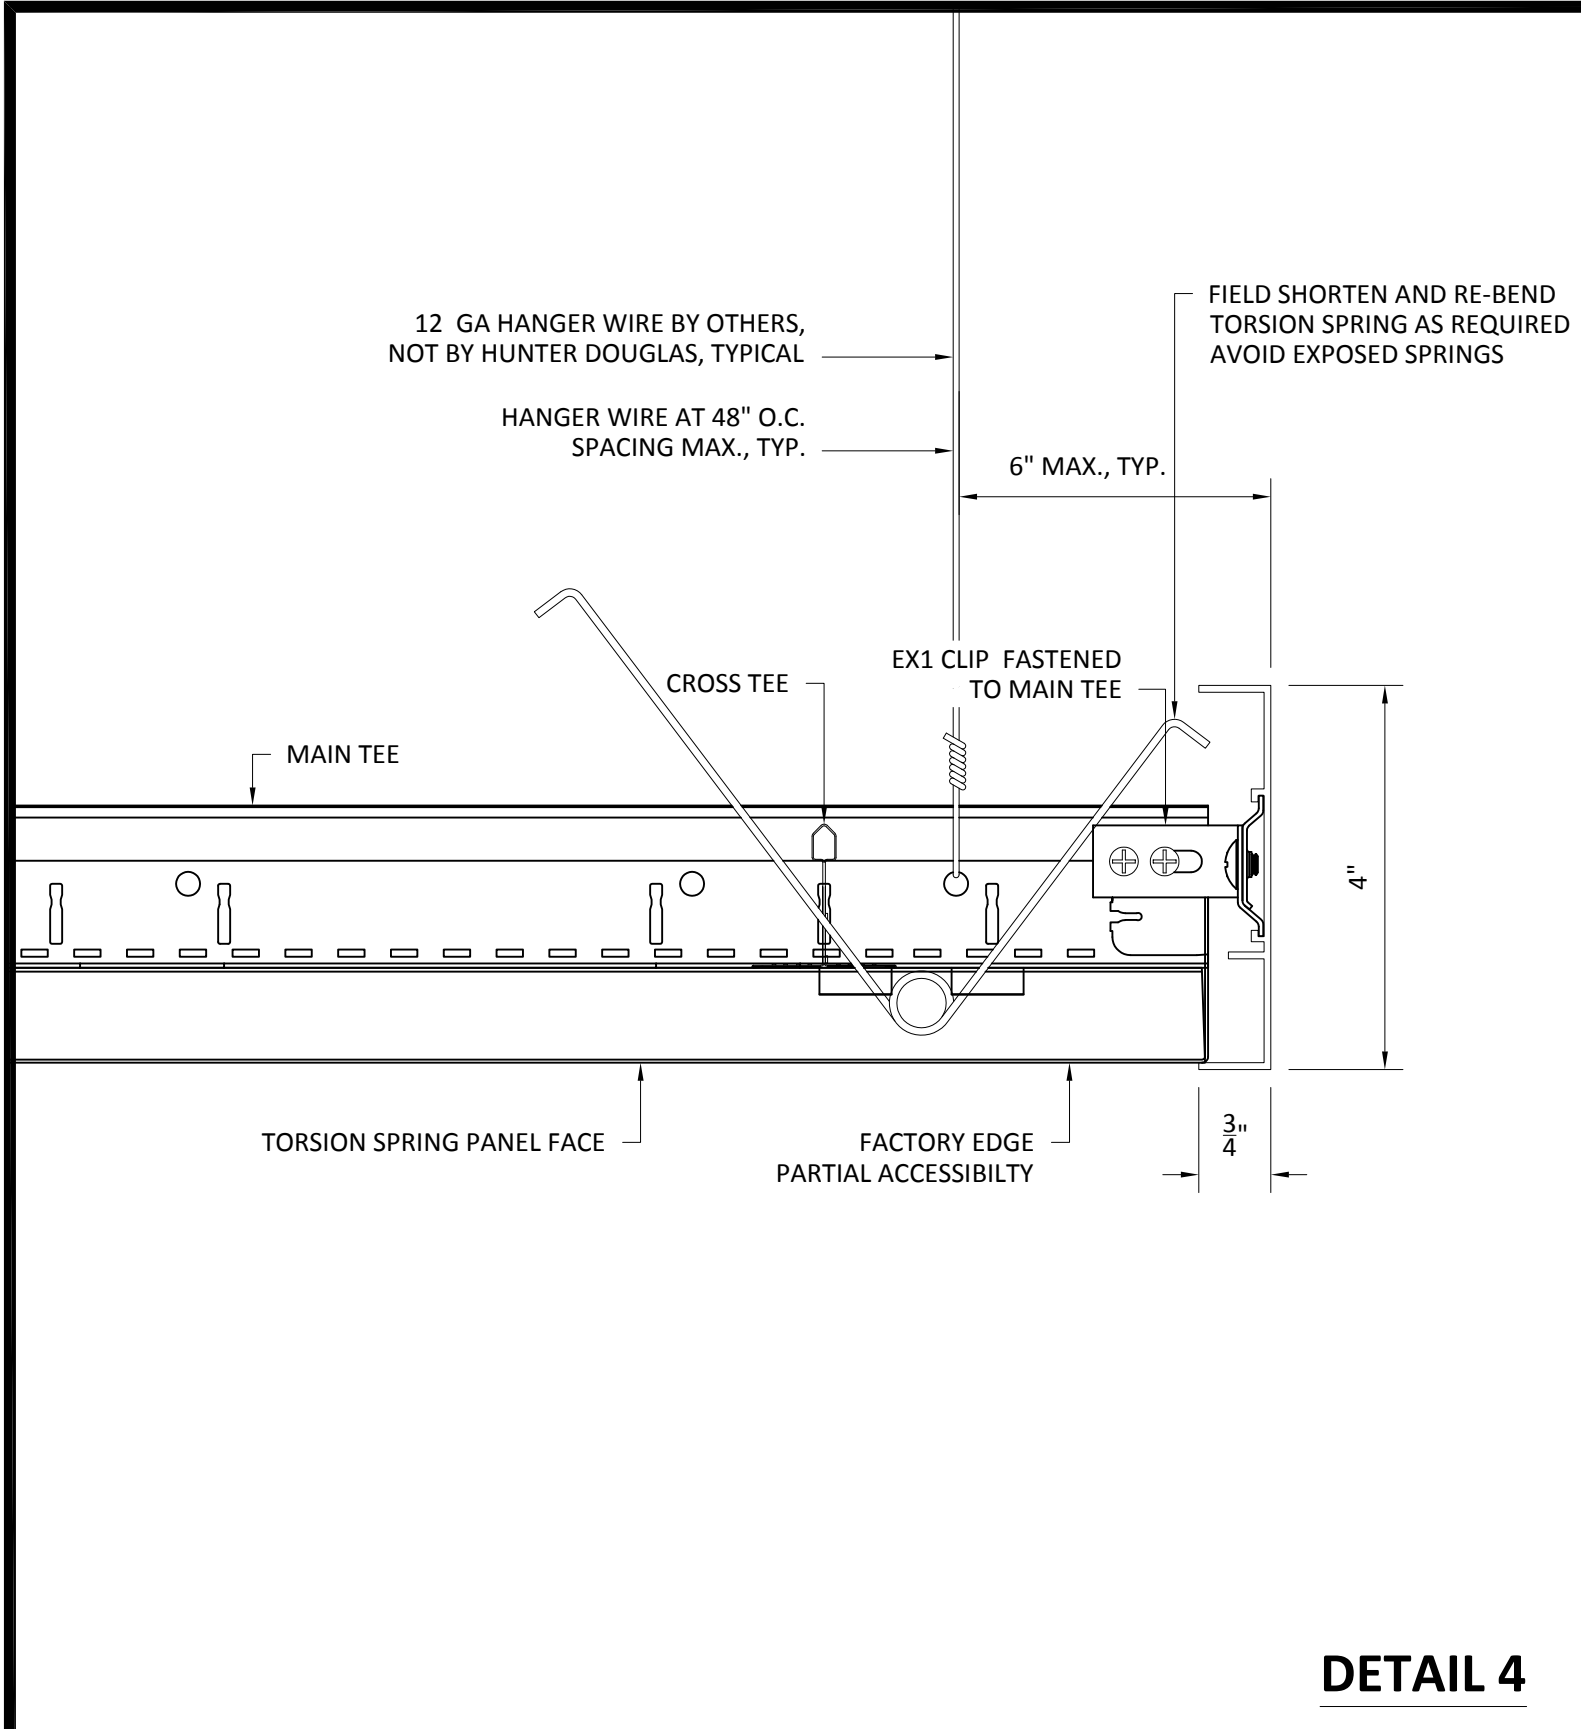 12 GA HANGER WIRE BY OTHERS,
NOT BY HUNTER DOUGLAS, TYPICAL
HANGER WIRE AT 48" O.C.
SPACING MAX., TYP.
FIELD SHORTEN AND RE-BEND
TORSION SPRING AS REQUIRED
AVOID EXPOSED SPRINGS
6" MAX., TYP.
EX1 CLIP FASTENED
TO MAIN TEE
CROSS TEE
MAIN TEE
4"
3/4"
TORSION SPRING PANEL FACE
FACTORY EDGE
PARTIAL ACCESSIBILTY
DETAIL 4